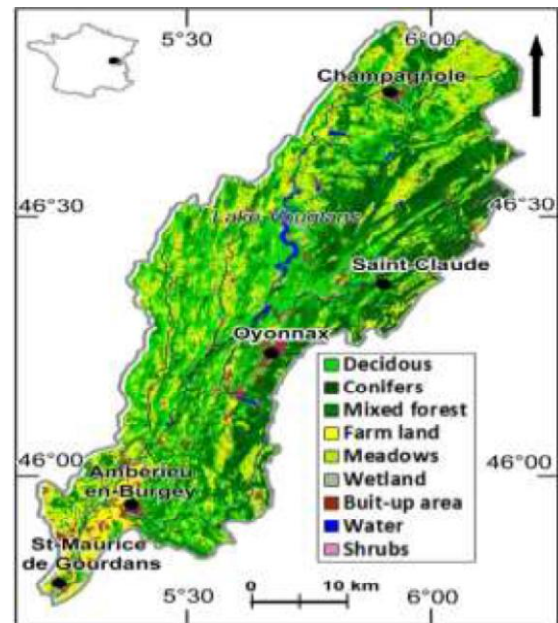 5°30
6°00
Champagnole
46°30
46°30
Lake Vouglans
Saint-Claude
Oyonnax
Decidous
Conifers
Mixed forest
Farm land
Meadows
Wetland
Buit-up area
Water
Shrubs
46°00
46°00
Ambérieu
en-Burgey
St-Maurice
de Gourdans
0
10 km
5°30
6°00